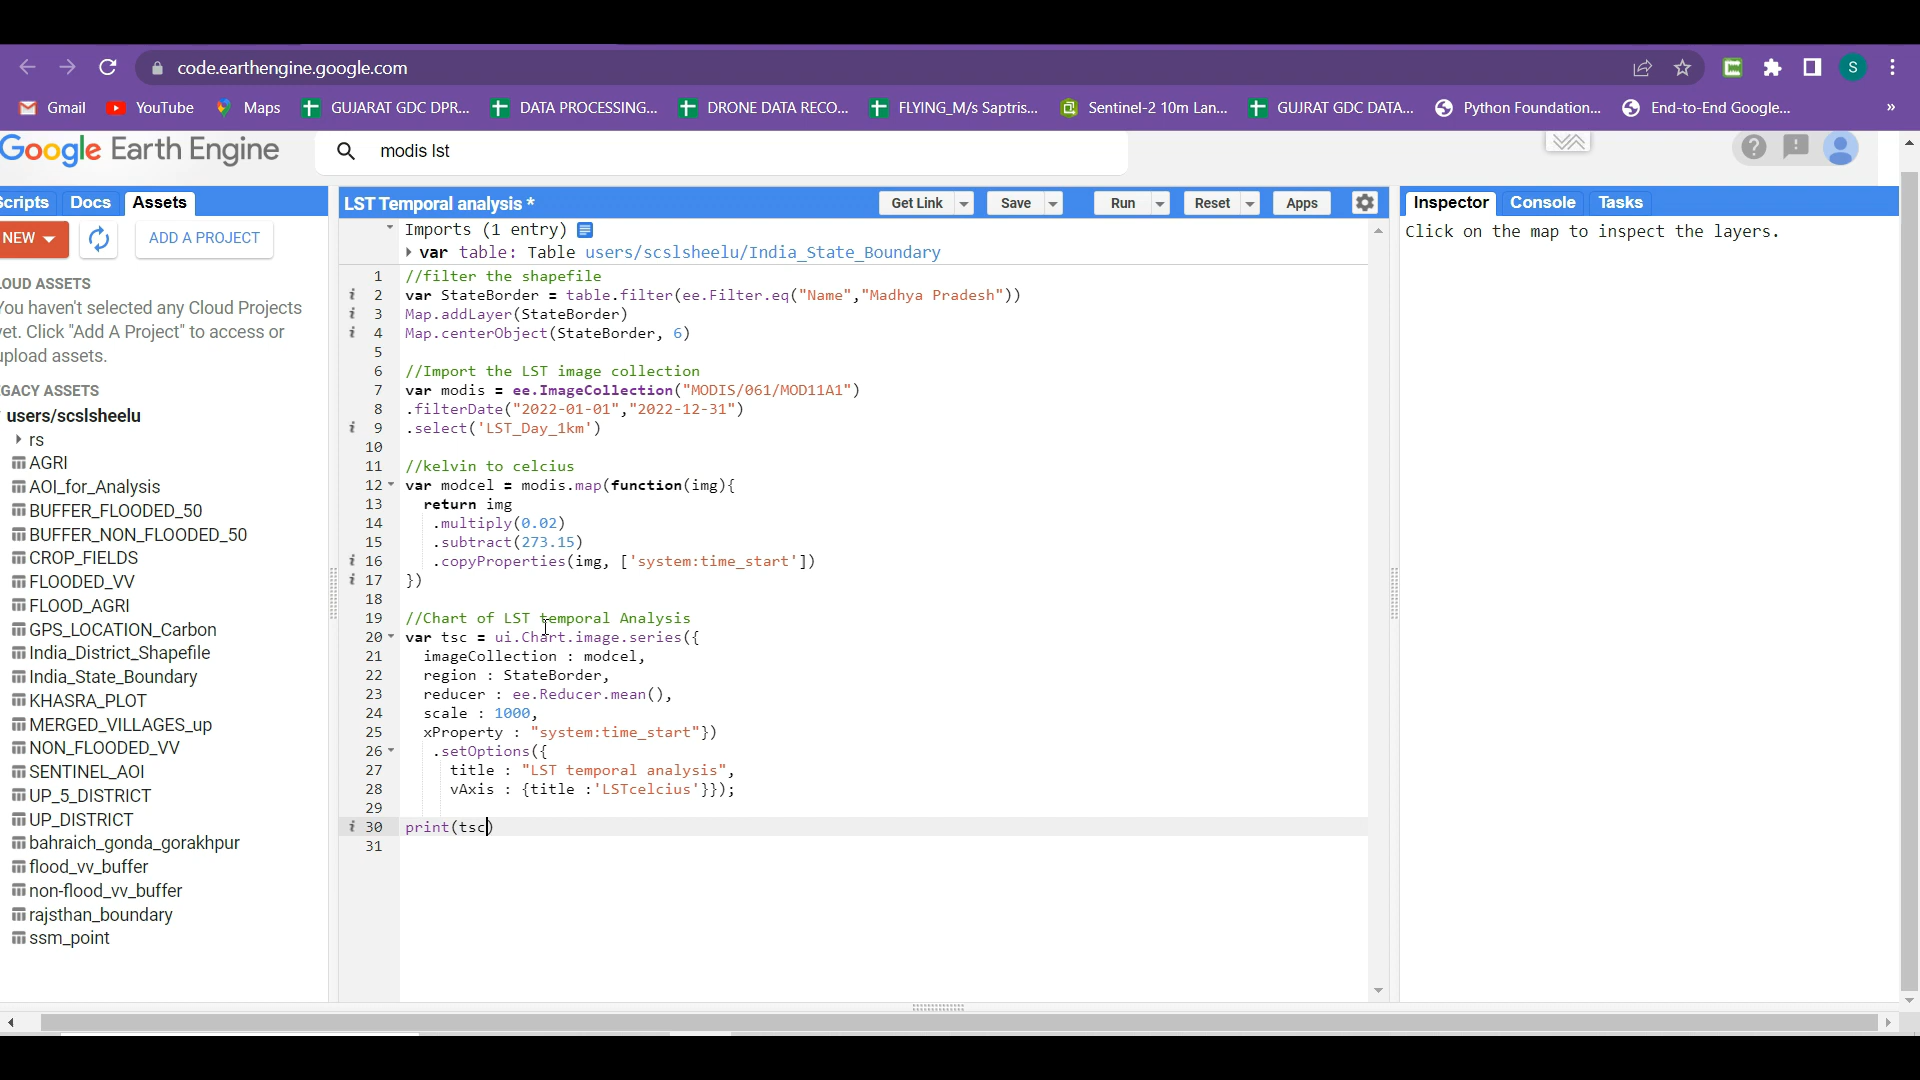 code.earthengine.google.com
S
Gmail
YouTube
Maps
GUJARAT GDC DPR...
DATA PROCESSING...
DRONE DATA RECO...
FLYING_M/s Saptris...
Sentinel-2 10m Lan...
GUJRAT GDC DATA...
Python Foundation...
End-to-End Google...
»
Google Earth Engine
modis lst
Scripts
Docs
Assets
NEW
ADD A PROJECT
OUD ASSETS
You haven't selected any Cloud Projects
yet. Click "Add A Project" to access or
upload assets.
GACY ASSETS
users/scslsheelu
rs
AGRI
AOI_for_Analysis
BUFFER_FLOODED_50
BUFFER_NON_FLOODED_50
CROP_FIELDS
FLOODED_VV
FLOOD_AGRI
GPS_LOCATION_Carbon
India_District_Shapefile
India_State_Boundary
KHASRA_PLOT
MERGED_VILLAGES_up
NON_FLOODED_VV
SENTINEL_AOI
UP_5_DISTRICT
UP_DISTRICT
bahraich_gonda_gorakhpur
flood_vv_buffer
non-flood_vv_buffer
rajsthan_boundary
ssm_point
LST Temporal analysis *
Get Link
Save
Run
Reset
Apps
Imports (1 entry)
var table: Table users/scslsheelu/India_State_Boundary
1 //filter the shapefile
i 2 var StateBorder = table.filter(ee.Filter.eq("Name","Madhya Pradesh"))
i 3 Map.addLayer(StateBorder)
i 4 Map.centerObject(StateBorder, 6)
5
6 //Import the LST image collection
7 var modis = ee.ImageCollection("MODIS/061/MOD11A1")
8 .filterDate("2022-01-01","2022-12-31")
i 9 .select('LST_Day_1km')
10
11 //kelvin to celcius
12 var modcel = modis.map(function(img){
13 return img
14 .multiply(0.02)
15 .subtract(273.15)
i 16 .copyProperties(img, ['system:time_start'])
i 17 })
18
19 //Chart of LST temporal Analysis
20 var tsc = ui.Chart.image.series({
21 imageCollection : modcel,
22 region : StateBorder,
23 reducer : ee.Reducer.mean(),
24 scale : 1000,
25 xProperty : "system:time_start"})
26 .setOptions({
27 title : "LST temporal analysis",
28 vAxis : {title :'LSTcelcius'}});
29
i 30 print(tsc)
31
Inspector
Console
Tasks
Click on the map to inspect the layers.